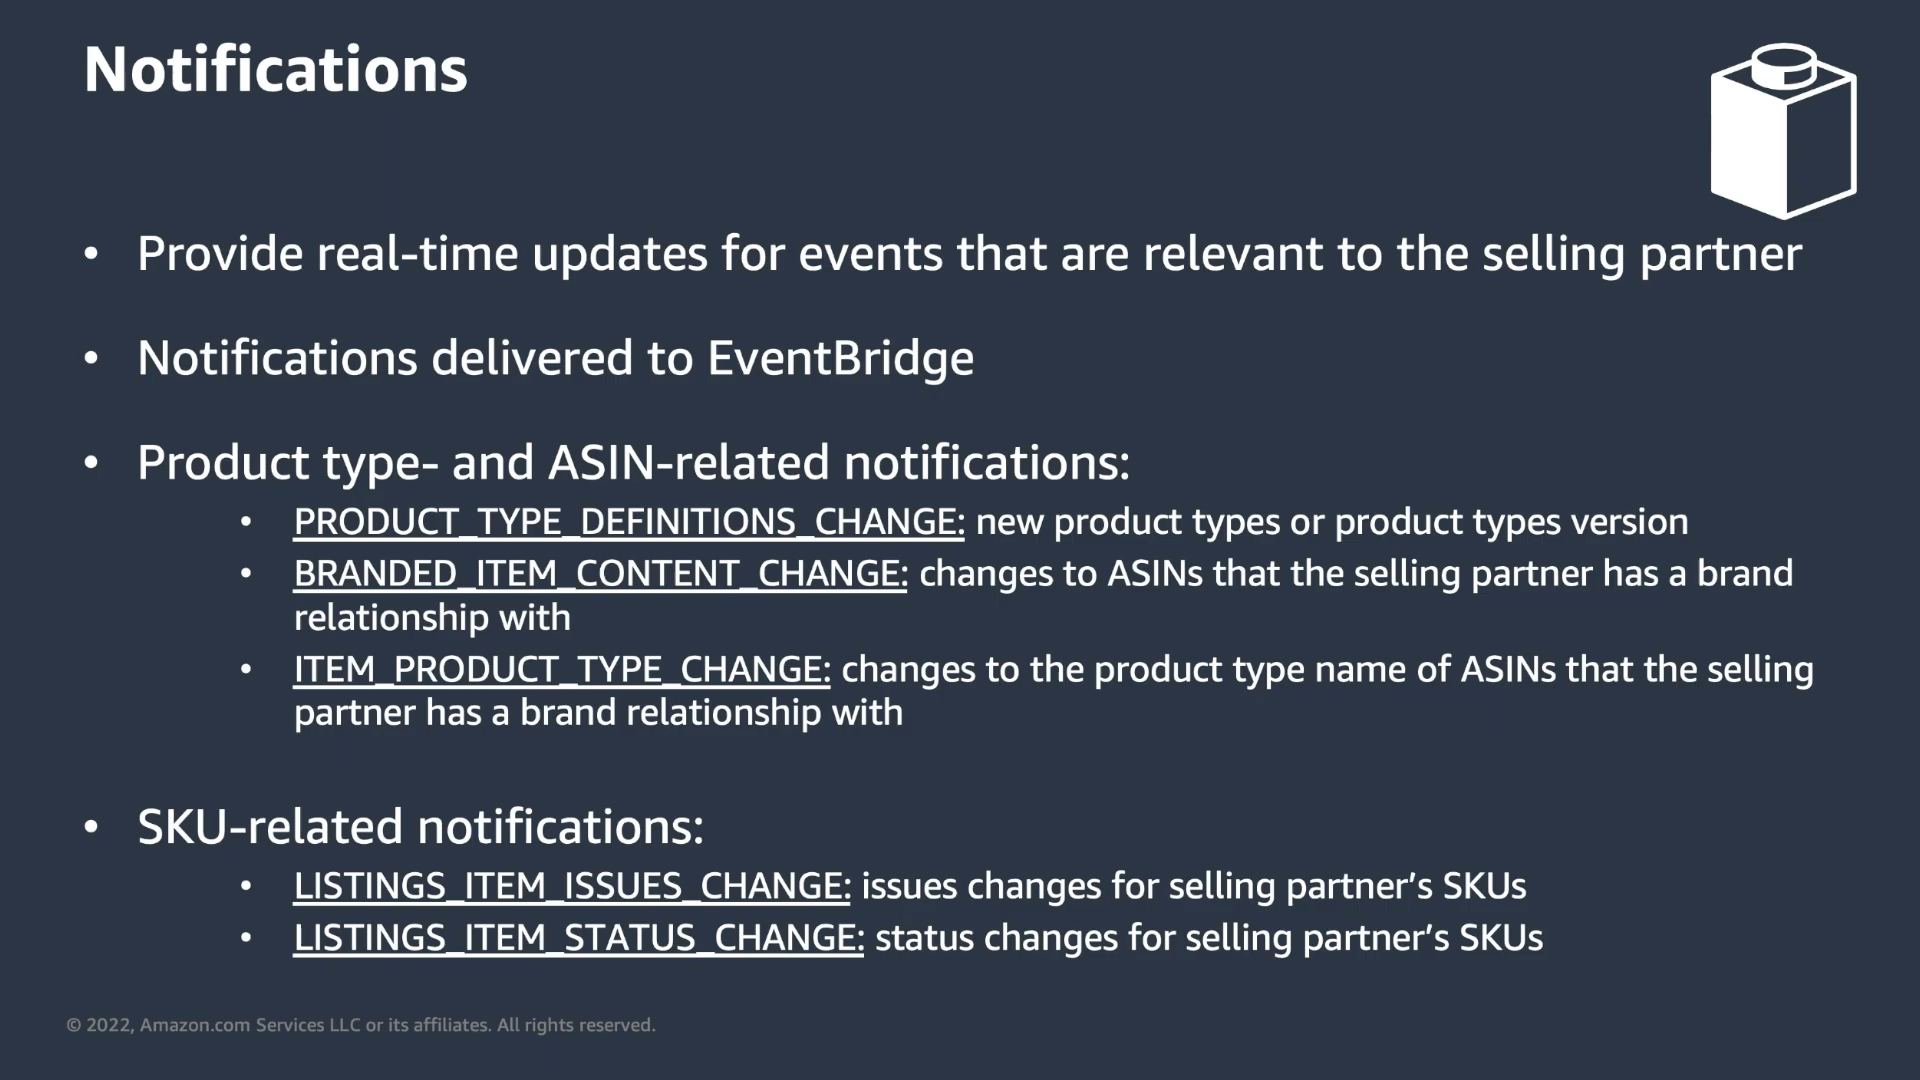 Notifications
• Provide real-time updates for events that are relevant to the selling partner
• Notifications delivered to EventBridge
• Product type- and ASIN-related notifications:
• PRODUCT_TYPE_DEFINITIONS_CHANGE: new product types or product types version
• BRANDED_ITEM_CONTENT_CHANGE: changes to ASINs that the selling partner has a brand
relationship with
• ITEM_PRODUCT_TYPE_CHANGE: changes to the product type name of ASINs that the selling
partner has a brand relationship with
• SKU-related notifications:
• LISTINGS_ITEM_ISSUES_CHANGE: issues changes for selling partner’s SKUs
• LISTINGS_ITEM_STATUS_CHANGE: status changes for selling partner’s SKUs
© 2022, Amazon.com Services LLC or its affiliates. All rights reserved.